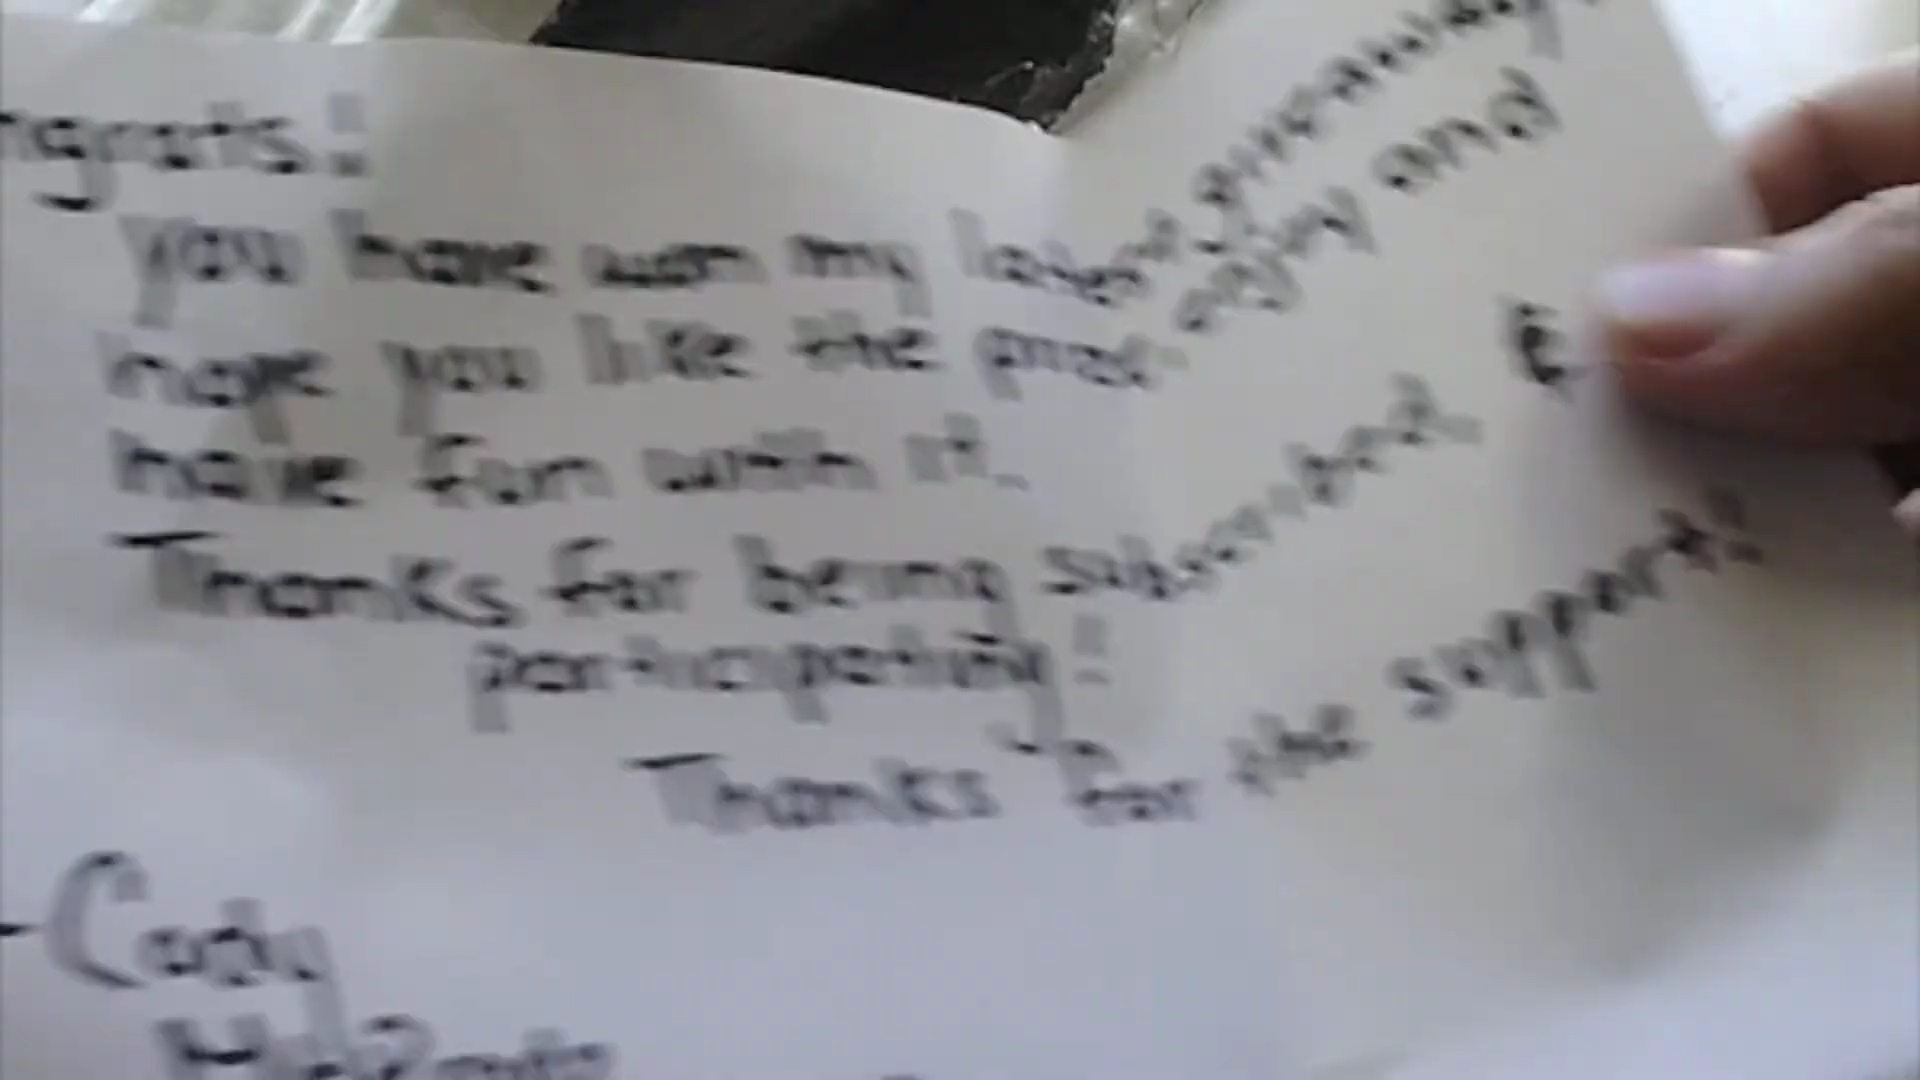 ngrats!
you have won my latest giveaway!
hope you like the prize. enjoy and
have fun with it.
Thanks for being subscribed, &
participating!
Thanks for the support!
-Cody